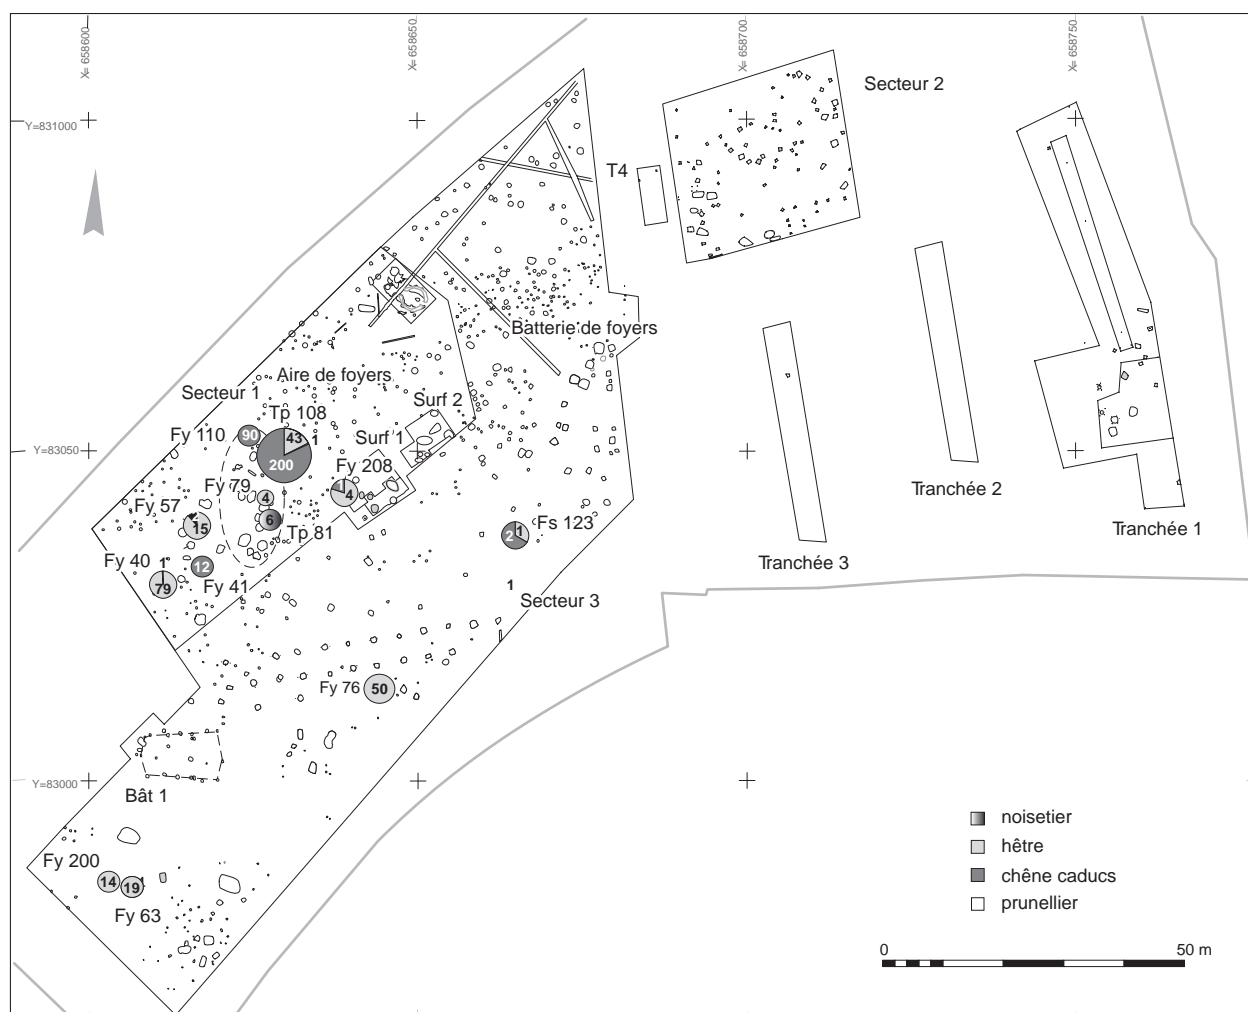 X= 658600
X= 658650
X= 658700
X= 658750
Y=831000
Secteur 2
T4
Batterie de foyers
Aire de foyers
Secteur 1
Tp 108
Surf 2
Fy 110
90
43
1
Surf 1
Y=83050
200
Fy 208
Fy 79
4
1
4
Fy 57
15
6
Tp 81
Fs 123
2
1
Tranchée 2
Tranchée 1
Fy 40
1
79
12
Fy 41
Tranchée 3
1
Secteur 3
Fy 76
50
Y=83000
Bât 1
noisetier
hêtre
chêne caducs
prunellier
Fy 200
14
19
1
Fy 63
0
50 m